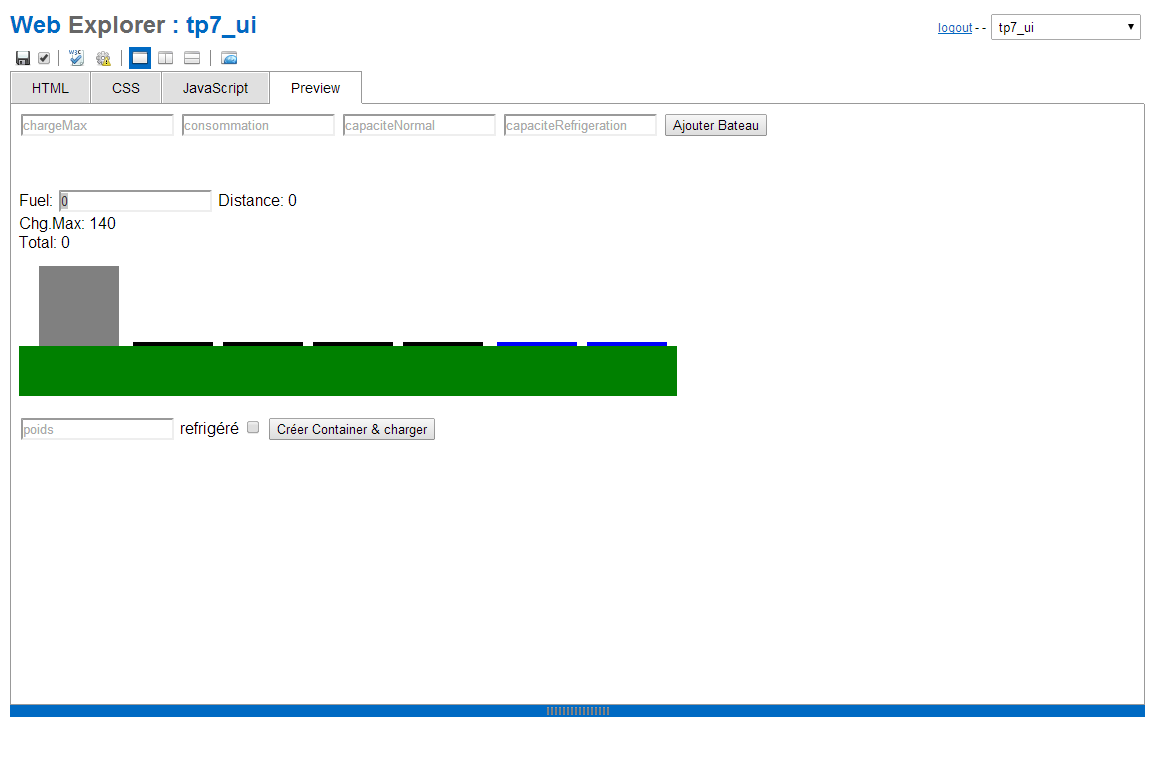 Web Explorer : tp7_ui
logout - - tp7_ui
W3C
HTML CSS JavaScript Preview
chargeMax consommation capaciteNormal capaciteRefrigeration Ajouter Bateau
Fuel: 0 Distance: 0
Chg.Max: 140
Total: 0
poids refrigéré Créer Container & charger